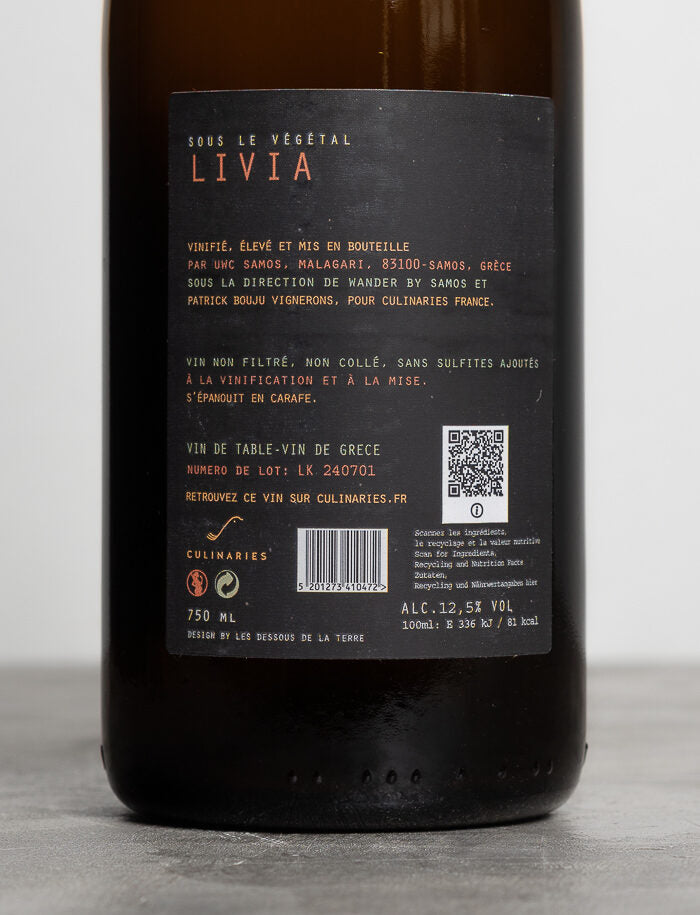 SOUS LE VÉGÉTAL
LIVIA
VINIFIÉ, ÉLEVÉ ET MIS EN BOUTEILLE
PAR UWC SAMOS, MALAGARI, 83100-SAMOS, GRÈCE
SOUS LA DIRECTION DE WANDER BY SAMOS ET
PATRICK BOUJU VIGNERONS, POUR CULINARIES FRANCE.
VIN NON FILTRÉ, NON COLLÉ, SANS SULFITES AJOUTÉS
À LA VINIFICATION ET À LA MISE.
S'ÉPANOUIT EN CARAFE.
VIN DE TABLE-VIN DE GRECE
NUMERO DE LOT: LK 240701
RETROUVEZ CE VIN SUR CULINARIES.FR
CULINARIES
5 201273 410472>
Scannez les ingrédients,
le recyclage et la valeur nutritive
Scan for Ingredients,
Recycling and Nutrition Facts
Zutaten,
Recycling und Nährwertangaben hier
750 ML
ALC.12,5% VOL
100ml: E 336 kJ / 81 kcal
DESIGN BY LES DESSOUS DE LA TERRE